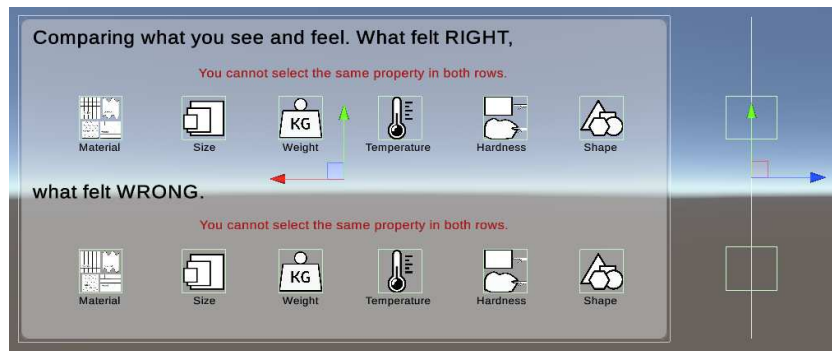 Comparing what you see and feel. What felt RIGHT,
You cannot select the same property in both rows.
KG
Material Size Weight Temperature Hardness Shape
what felt WRONG.
You cannot select the same property in both rows.
KG
Material Size Weight Temperature Hardness Shape